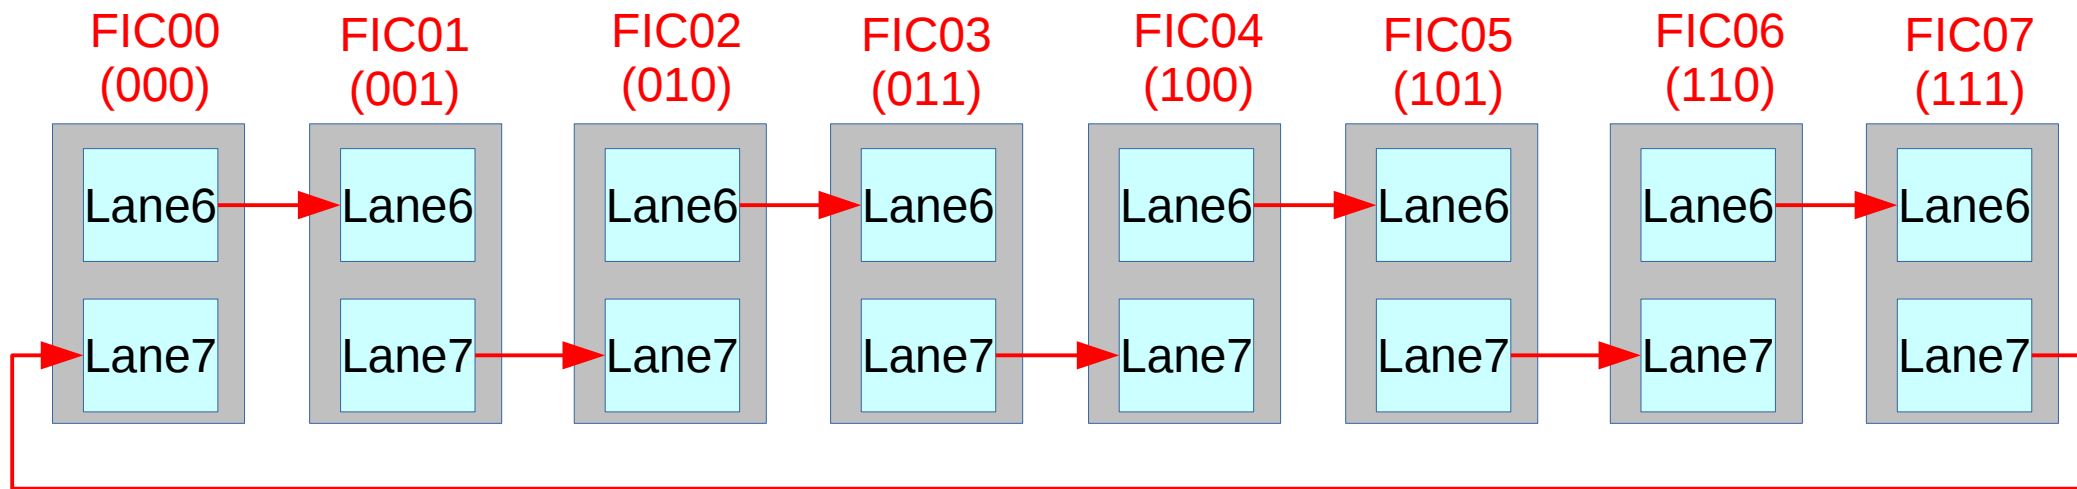 FIC00
(000)
FIC01
(001)
FIC02
(010)
FIC03
(011)
FIC04
(100)
FIC05
(101)
FIC06
(110)
FIC07
(111)
Lane6
Lane6
Lane6
Lane6
Lane6
Lane6
Lane6
Lane6
Lane7
Lane7
Lane7
Lane7
Lane7
Lane7
Lane7
Lane7